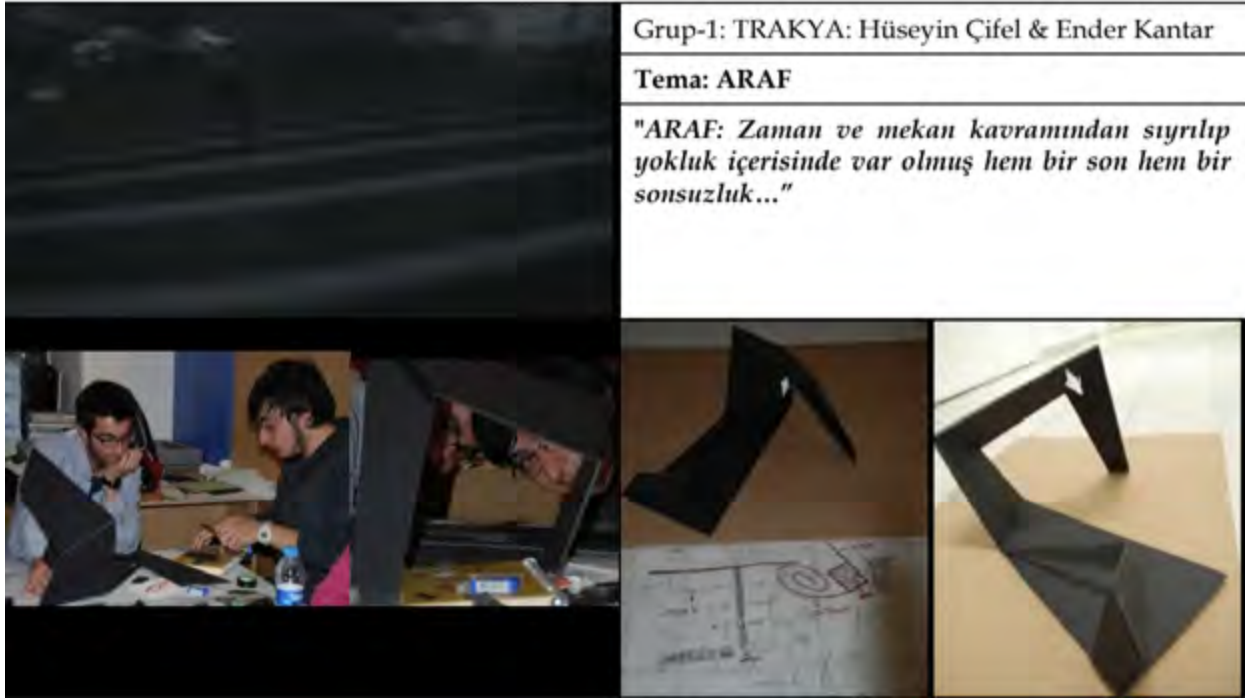 Grup-1: TRAKYA: Hüseyin Çifel & Ender Kantar
Tema: ARAF
"ARAF: Zaman ve mekan kavramından sıyrılıp
yokluk içerisinde var olmuş hem bir son hem bir
sonsuzluk..."